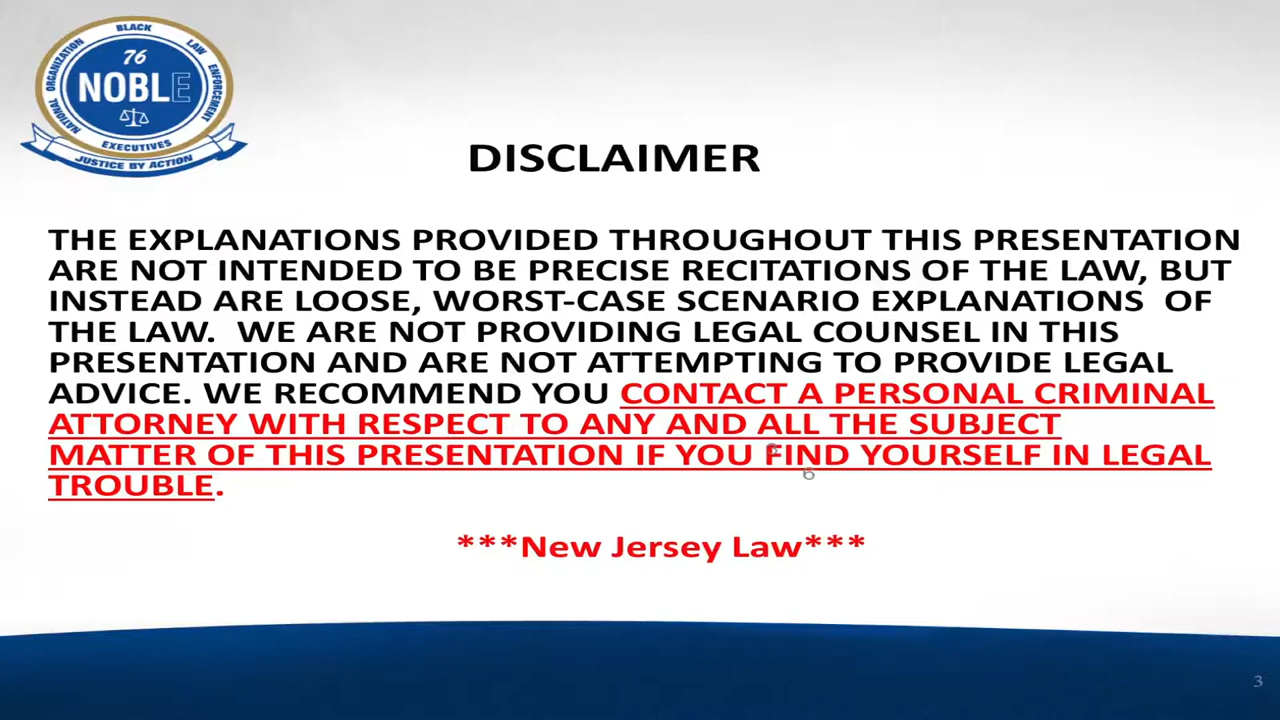 NATIONAL ORGANIZATION BLACK LAW ENFORCEMENT
76
NOBLE
EXECUTIVES
JUSTICE BY ACTION
DISCLAIMER
THE EXPLANATIONS PROVIDED THROUGHOUT THIS PRESENTATION
ARE NOT INTENDED TO BE PRECISE RECITATIONS OF THE LAW, BUT
INSTEAD ARE LOOSE, WORST-CASE SCENARIO EXPLANATIONS OF
THE LAW. WE ARE NOT PROVIDING LEGAL COUNSEL IN THIS
PRESENTATION AND ARE NOT ATTEMPTING TO PROVIDE LEGAL
ADVICE. WE RECOMMEND YOU CONTACT A PERSONAL CRIMINAL
ATTORNEY WITH RESPECT TO ANY AND ALL THE SUBJECT
MATTER OF THIS PRESENTATION IF YOU FIND YOURSELF IN LEGAL
TROUBLE.
6
***New Jersey Law***
3